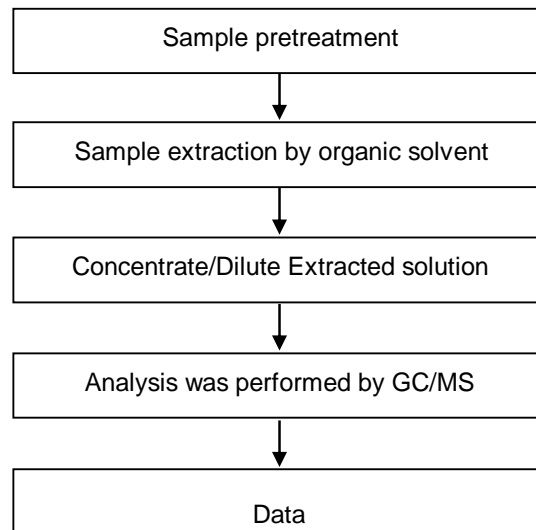 Sample pretreatment
Sample extraction by organic solvent
Concentrate/Dilute Extracted solution
Analysis was performed by GC/MS
Data